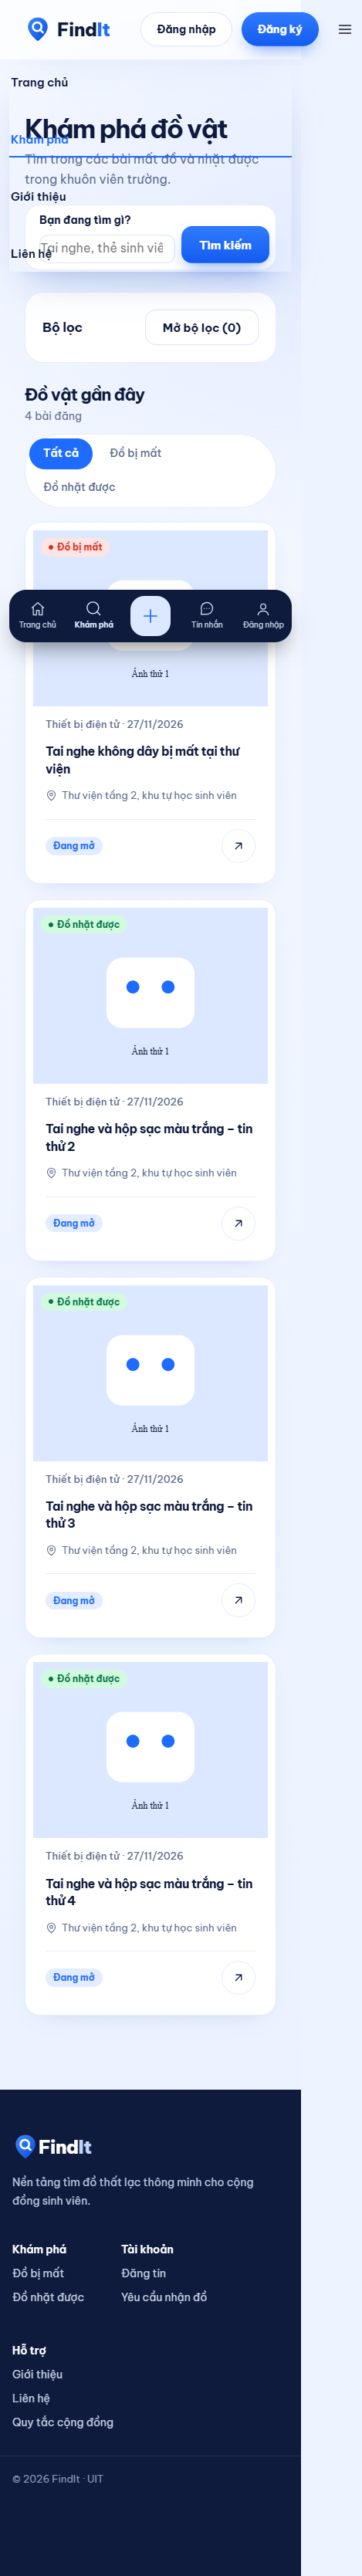 FindIt
Đăng nhập
Đăng ký
Trang chủ
Khám phá đồ vật
Khám phá
Tìm trong các bài mất đồ và nhặt được
trong khuôn viên trường.
Giới thiệu
Bạn đang tìm gì?
Liên hệ
Tai nghe, thẻ sinh viê
Tìm kiếm
Bộ lọc
Mở bộ lọc (0)
Đồ vật gần đây
4 bài đăng
Tất cả
Đồ bị mất
Đồ nhặt được
Đồ bị mất
Trang chủ
Khám phá
Tin nhắn
Đăng nhập
Ảnh thử 1
Thiết bị điện tử · 27/11/2026
Tai nghe không dây bị mất tại thư
viện
Thư viện tầng 2, khu tự học sinh viên
Đang mở
Đồ nhặt được
Ảnh thử 1
Thiết bị điện tử · 27/11/2026
Tai nghe và hộp sạc màu trắng – tin
thử 2
Thư viện tầng 2, khu tự học sinh viên
Đang mở
Đồ nhặt được
Ảnh thử 1
Thiết bị điện tử · 27/11/2026
Tai nghe và hộp sạc màu trắng – tin
thử 3
Thư viện tầng 2, khu tự học sinh viên
Đang mở
Đồ nhặt được
Ảnh thử 1
Thiết bị điện tử · 27/11/2026
Tai nghe và hộp sạc màu trắng – tin
thử 4
Thư viện tầng 2, khu tự học sinh viên
Đang mở
FindIt
Nền tảng tìm đồ thất lạc thông minh cho cộng
đồng sinh viên.
Khám phá
Đồ bị mất
Đồ nhặt được
Tài khoản
Đăng tin
Yêu cầu nhận đồ
Hỗ trợ
Giới thiệu
Liên hệ
Quy tắc cộng đồng
© 2026 FindIt · UIT